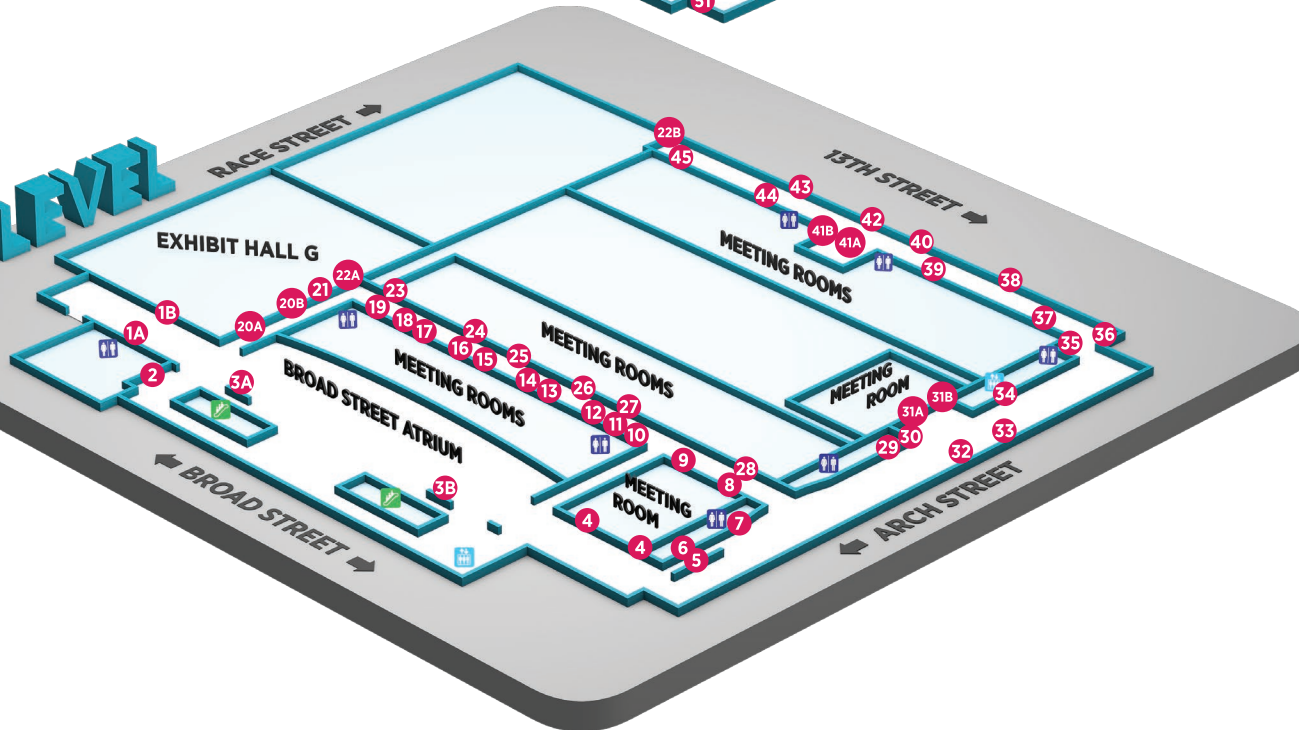 51
LEVEL
RACE STREET
13TH STREET
22B
45
44
43
42
41B
41A
40
39
38
37
36
35
34
33
32
31B
31A
30
29
EXHIBIT HALL G
MEETING ROOMS
1B
1A
2
20A
20B
21
22A
23
19
18
17
16
24
15
25
14
13
26
12
27
11
10
MEETING ROOMS
MEETING ROOMS
MEETING
ROOM
BROAD STREET ATRIUM
3A
3B
9
28
8
7
MEETING
ROOM
4
4
6
5
BROAD STREET
ARCH STREET